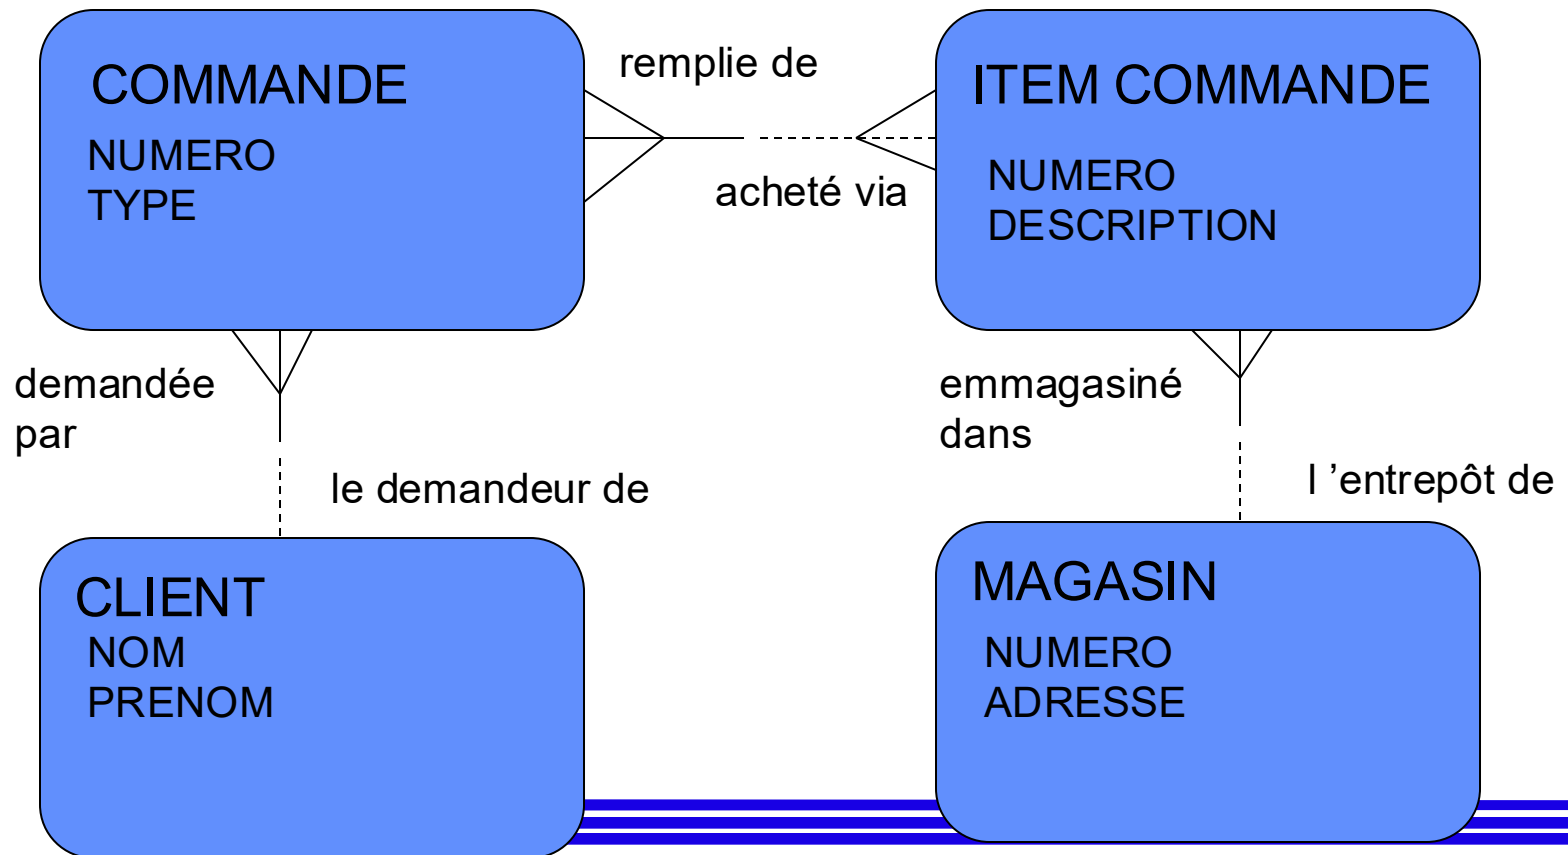 COMMANDE
NUMERO
TYPE
remplie de
acheté via
ITEM COMMANDE
NUMERO
DESCRIPTION
demandée
par
le demandeur de
emmagasiné
dans
l ’entrepôt de
CLIENT
NOM
PRENOM
MAGASIN
NUMERO
ADRESSE